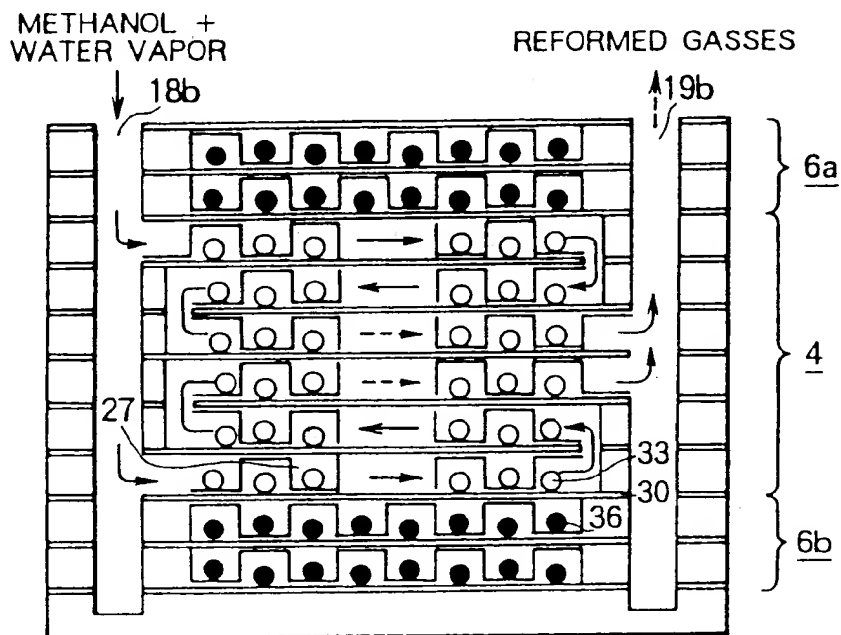 METHANOL +
WATER VAPOR
REFORMED GASSES
18b
19b
6a
4
27
33
30
36
6b